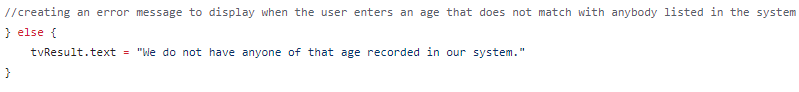 //creating an error message to display when the user enters an age that does not match with anybody listed in the system
} else {
    tvResult.text = "We do not have anyone of that age recorded in our system."
}